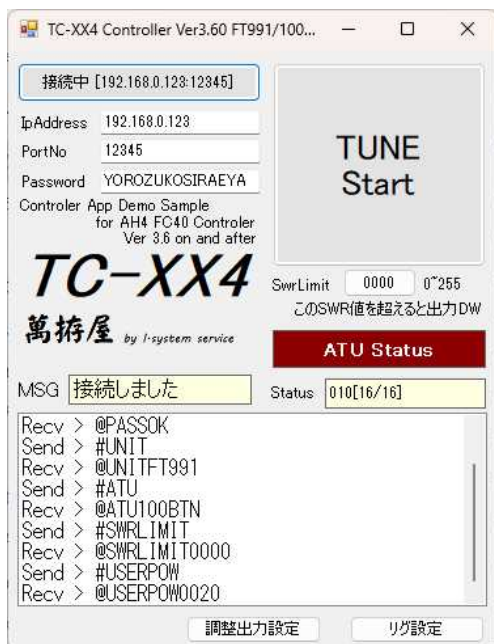 TC-XX4 Controller Ver3.60 FT991/100...
接続中 [192.168.0.123:12345]
IpAddress 192.168.0.123
PortNo 12345
Password YOROZUKOSIRAEYA
TUNE
Start
Controler App Demo Sample
for AH4 FC40 Controler
Ver 3.6 on and after
TC-XX4
萬拵屋 by I-system service
SwrLimit 0000 0~255
このSWR値を超えると出力DW
ATU Status
MSG 接続しました
Status 010[16/16]
Recv > @PASSOK
Send > #UNIT
Recv > @UNITFT991
Send > #ATU
Recv > @ATU100BTN
Send > #SWRLIMIT
Recv > @SWRLIMIT0000
Send > #USERPOW
Recv > @USERPOW0020
調整出力設定
リグ設定